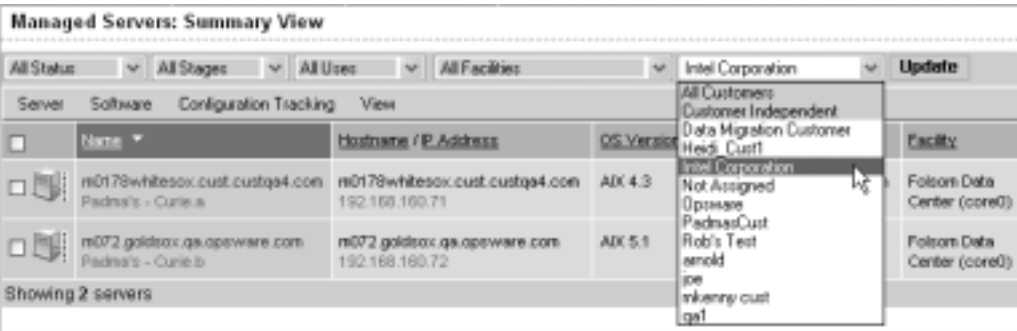 Managed Servers: Summary View
All Status All Stages All Uses All Facilities Intel Corporation Update
Server Software Configuration Tracking View
All Customers
Customer Independent
Data Migration Customer
Heidi_Cust1
Intel Corporation
Not Assigned
Opsware
PadmasCust
Rob's Test
arnold
joe
mkenny cust
qa1
Name Hostname / IP Address OS Version Facility
m0178whitesox.cust.custqa4.com m0178whitesox.cust.custqa4.com AIX 4.3 Folsom Data
Padma's - Curie.a 192.168.160.71 Center (core0)
m072.goldsox.qa.opsware.com m072.goldsox.qa.opsware.com AIX 5.1 Folsom Data
Padma's - Curie.b 192.168.160.72 Center (core0)
Showing 2 servers